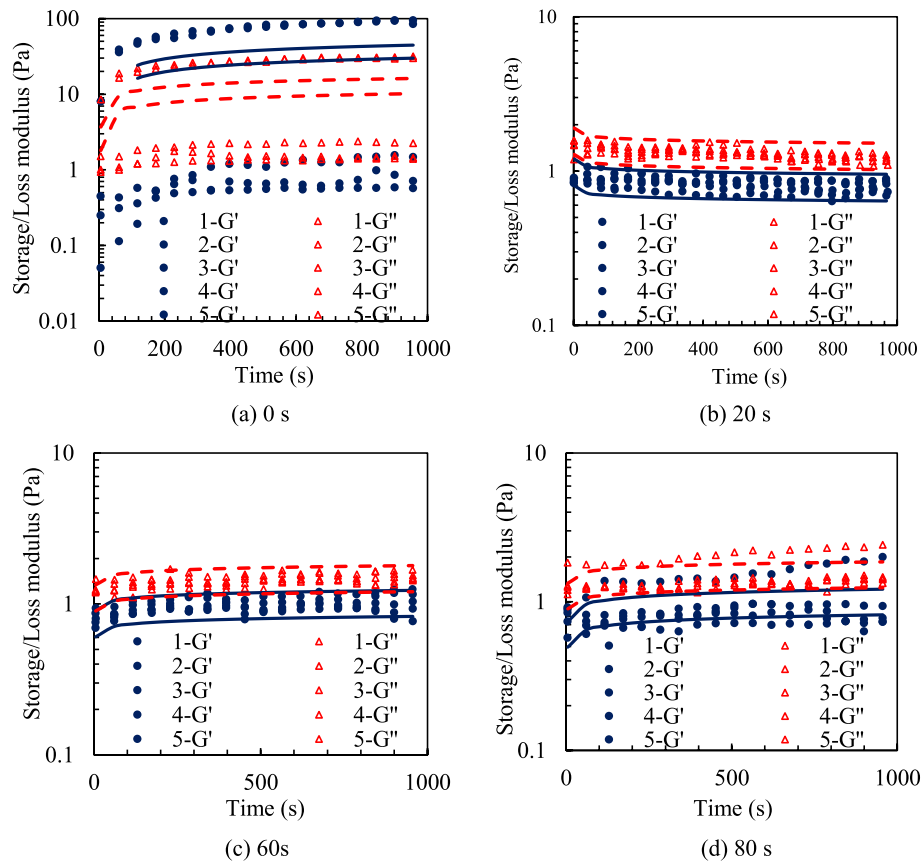 Storage/Loss modulus (Pa)
100
10
1
0.1
0.01
1-G' 1-G"
2-G' 2-G"
3-G' 3-G"
4-G' 4-G"
5-G' 5-G"
0 200 400 600 800 1000
Time (s)
(a) 0 s
Storage/Loss modulus (Pa)
10
1
0.1
1-G' 1-G"
2-G' 2-G"
3-G' 3-G"
4-G' 4-G"
5-G' 5-G"
0 200 400 600 800 1000
Time (s)
(b) 20 s
Storage/Loss modulus (Pa)
10
1
0.1
1-G' 1-G"
2-G' 2-G"
3-G' 3-G"
4-G' 4-G"
5-G' 5-G"
0 500 1000
Time (s)
(c) 60s
Storage/Loss modulus (Pa)
10
1
0.1
1-G' 1-G"
2-G' 2-G"
3-G' 3-G"
4-G' 4-G"
5-G' 5-G"
0 500 1000
Time (s)
(d) 80 s